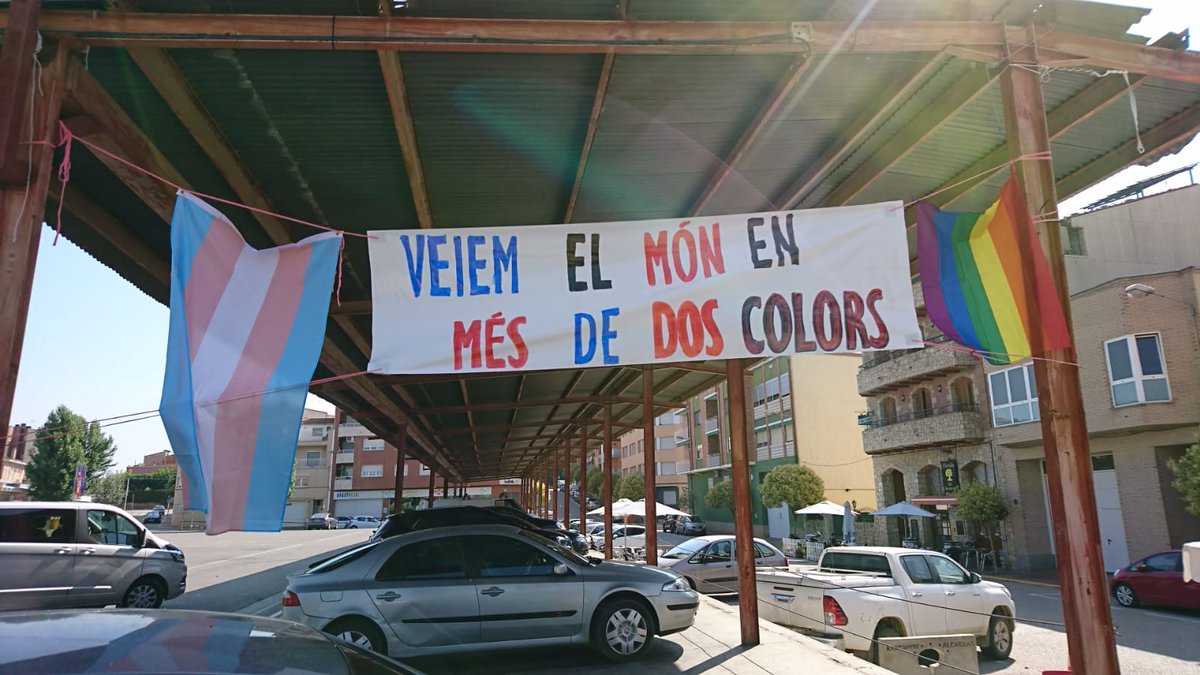 VEIEM EL MÓN EN
MÉS DE DOS COLORS